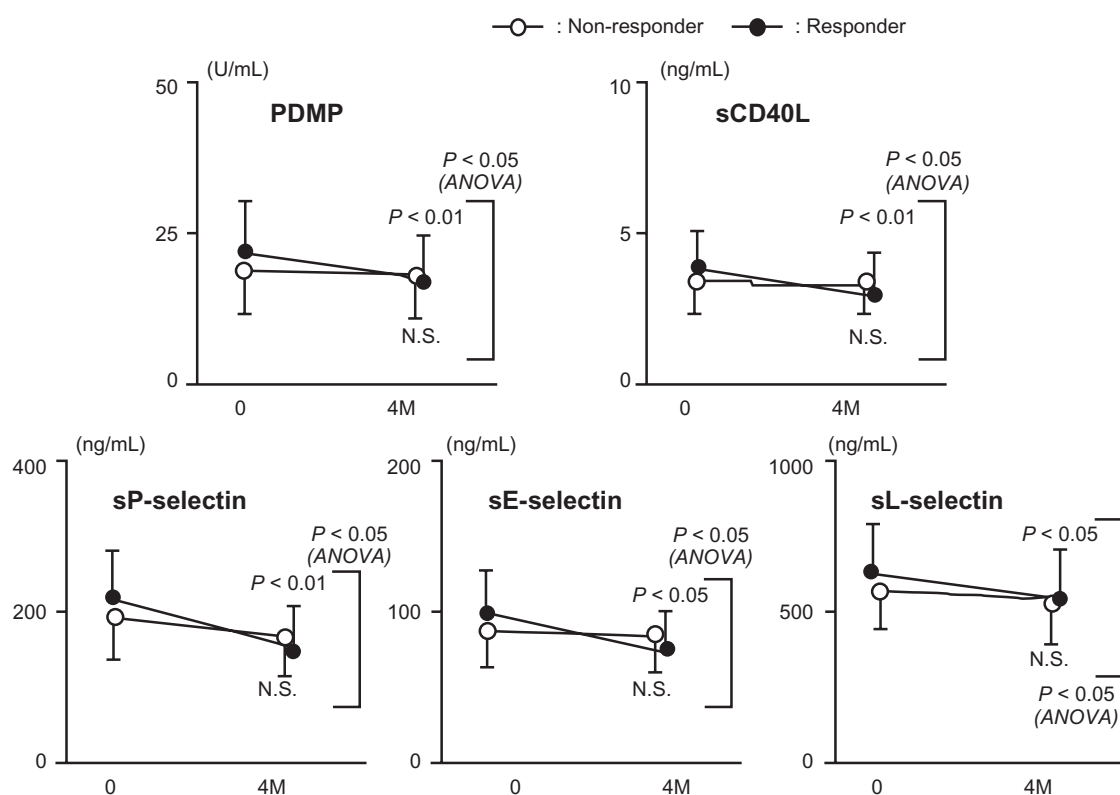 : Non-responder : Responder
(U/mL)
50
PDMP
P < 0.05
(ANOVA)
P < 0.01
25
N.S.
0
0 4M
(ng/mL)
10
sCD40L
P < 0.05
(ANOVA)
P < 0.01
5
N.S.
0
0 4M
(ng/mL)
400
sP-selectin
P < 0.05
(ANOVA)
P < 0.01
200
N.S.
0
0 4M
(ng/mL)
200
sE-selectin
P < 0.05
(ANOVA)
P < 0.05
100
N.S.
0
0 4M
(ng/mL)
1000
sL-selectin
P < 0.05
500
N.S.
P < 0.05
(ANOVA)
0
0 4M